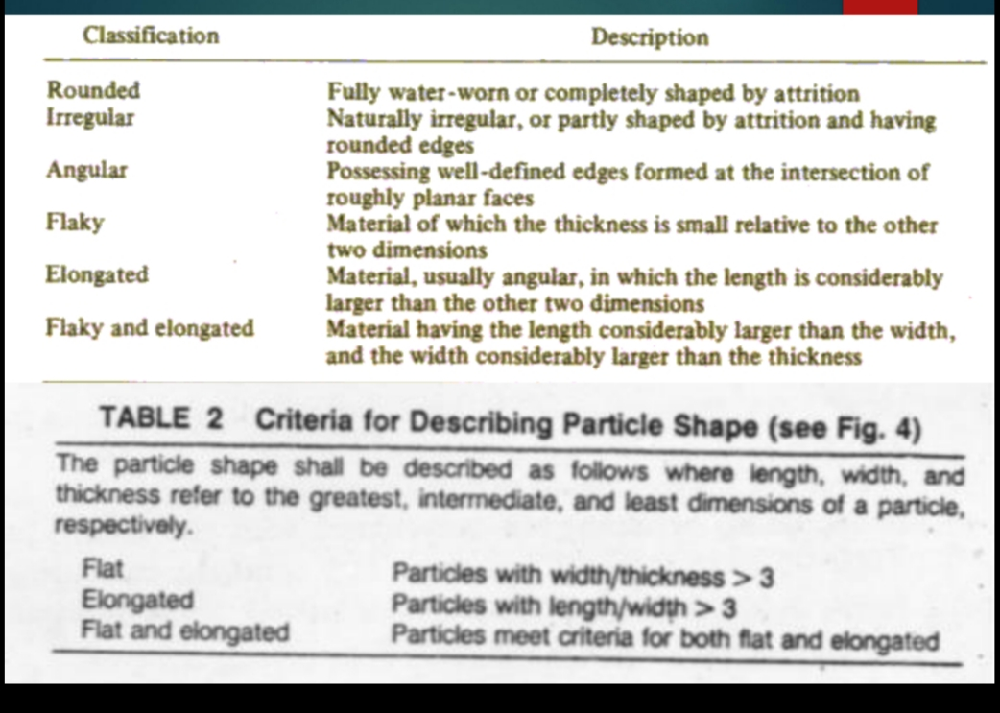 Classification Description
Rounded Fully water-worn or completely shaped by attrition
Irregular Naturally irregular, or partly shaped by attrition and having
rounded edges
Angular Possessing well-defined edges formed at the intersection of
roughly planar faces
Flaky Material of which the thickness is small relative to the other
two dimensions
Elongated Material, usually angular, in which the length is considerably
larger than the other two dimensions
Flaky and elongated Material having the length considerably larger than the width,
and the width considerably larger than the thickness
TABLE 2 Criteria for Describing Particle Shape (see Fig. 4)
The particle shape shall be described as follows where length, width, and
thickness refer to the greatest, intermediate, and least dimensions of a particle,
respectively.
Flat Particles with width/thickness > 3
Elongated Particles with length/width > 3
Flat and elongated Particles meet criteria for both flat and elongated